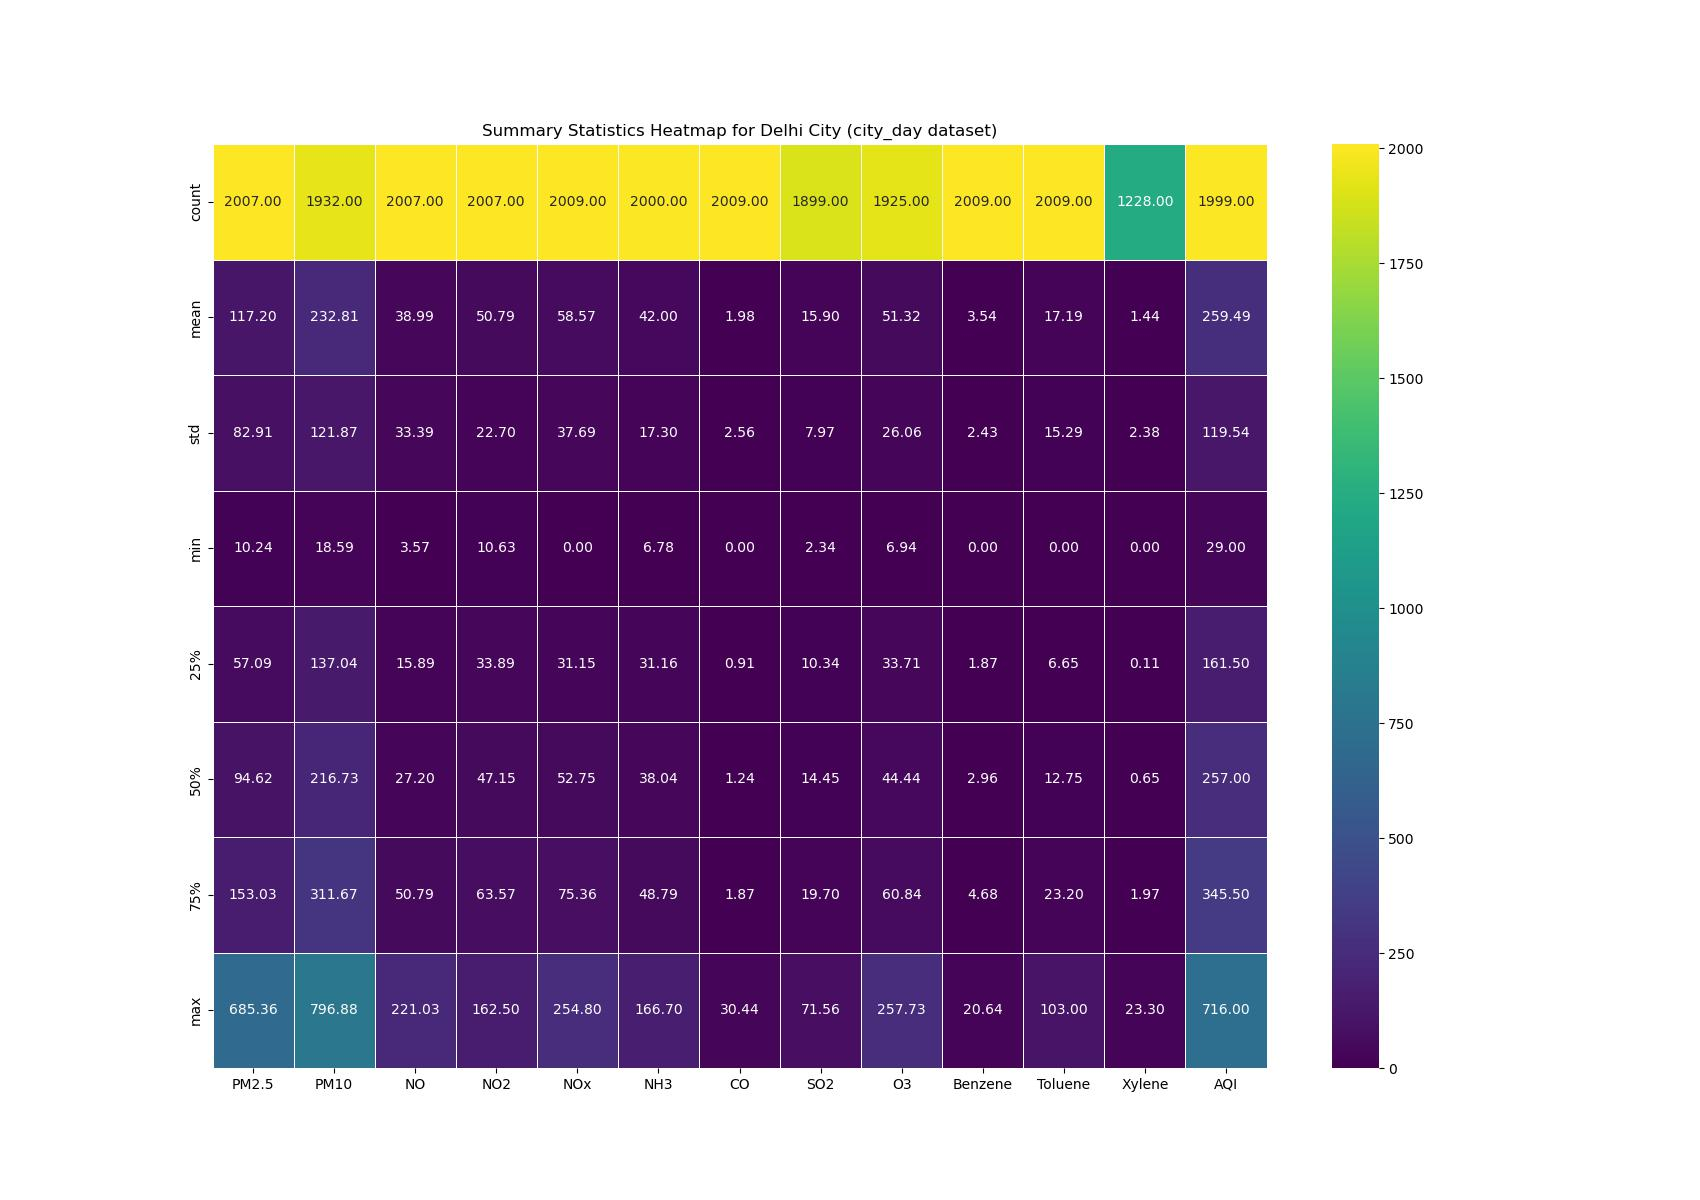 Summary Statistics Heatmap for Delhi City (city_day dataset)
count 2007.00 1932.00 2007.00 2007.00 2009.00 2000.00 2009.00 1899.00 1925.00 2009.00 2009.00 1228.00 1999.00
mean 117.20 232.81 38.99 50.79 58.57 42.00 1.98 15.90 51.32 3.54 17.19 1.44 259.49
std 82.91 121.87 33.39 22.70 37.69 17.30 2.56 7.97 26.06 2.43 15.29 2.38 119.54
min 10.24 18.59 3.57 10.63 0.00 6.78 0.00 2.34 6.94 0.00 0.00 0.00 29.00
25% 57.09 137.04 15.89 33.89 31.15 31.16 0.91 10.34 33.71 1.87 6.65 0.11 161.50
50% 94.62 216.73 27.20 47.15 52.75 38.04 1.24 14.45 44.44 2.96 12.75 0.65 257.00
75% 153.03 311.67 50.79 63.57 75.36 48.79 1.87 19.70 60.84 4.68 23.20 1.97 345.50
max 685.36 796.88 221.03 162.50 254.80 166.70 30.44 71.56 257.73 20.64 103.00 23.30 716.00
PM2.5 PM10 NO NO2 NOx NH3 CO SO2 O3 Benzene Toluene Xylene AQI
2000
1750
1500
1250
1000
750
500
250
0